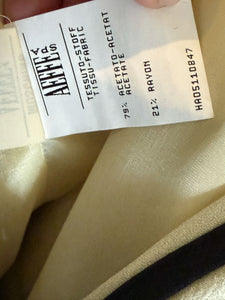 AEFFE
S.P.A.
TESSUTO-STOFF
TISSU-FABRIC
ACETATO-ACETAT
79% ACETATE
21% RAYON
HA05110847